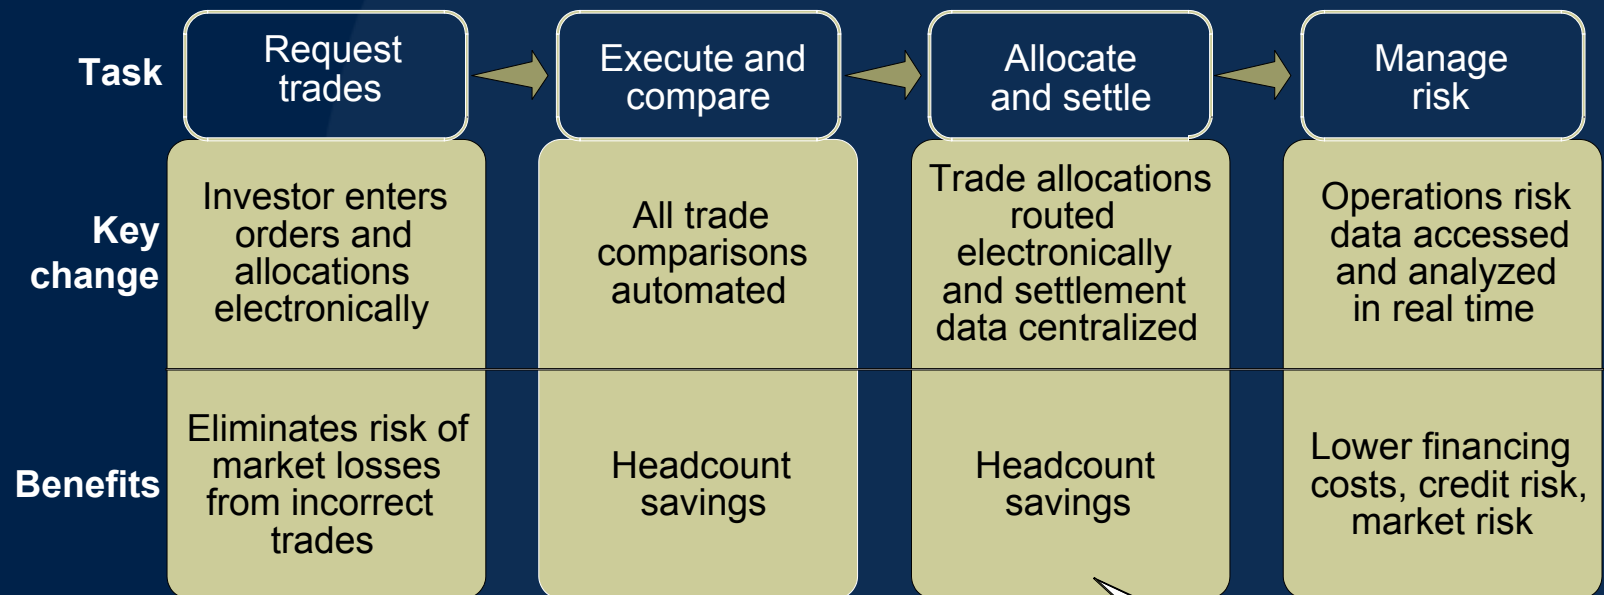 Task
Request
trades
Execute and
compare
Allocate
and settle
Manage
risk
Key
change
Investor enters
orders and
allocations
electronically
All trade
comparisons
automated
Trade allocations
routed
electronically
and settlement
data centralized
Operations risk
data accessed
and analyzed
in real time
Benefits
Eliminates risk of
market losses
from incorrect
trades
Headcount
savings
Headcount
savings
Lower financing
costs, credit risk,
market risk